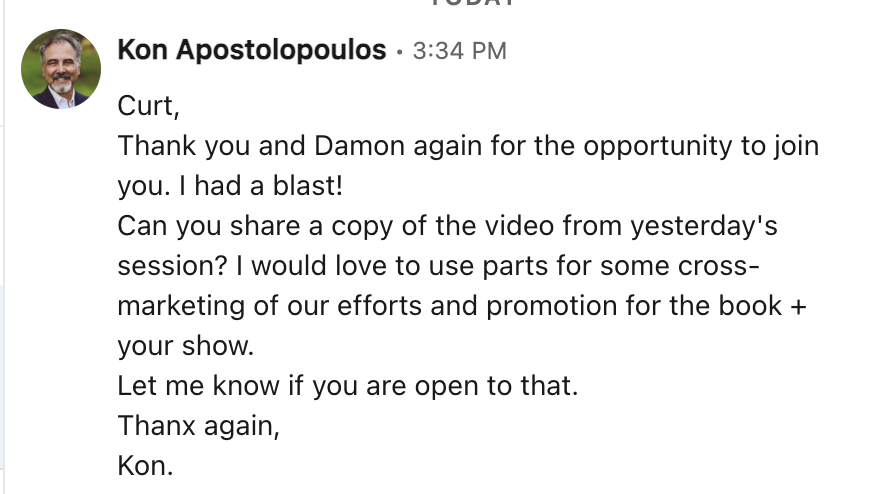 TODAY
Kon Apostolopoulos • 3:34 PM
Curt,
Thank you and Damon again for the opportunity to join
you. I had a blast!
Can you share a copy of the video from yesterday's
session? I would love to use parts for some cross-
marketing of our efforts and promotion for the book +
your show.
Let me know if you are open to that.
Thanx again,
Kon.